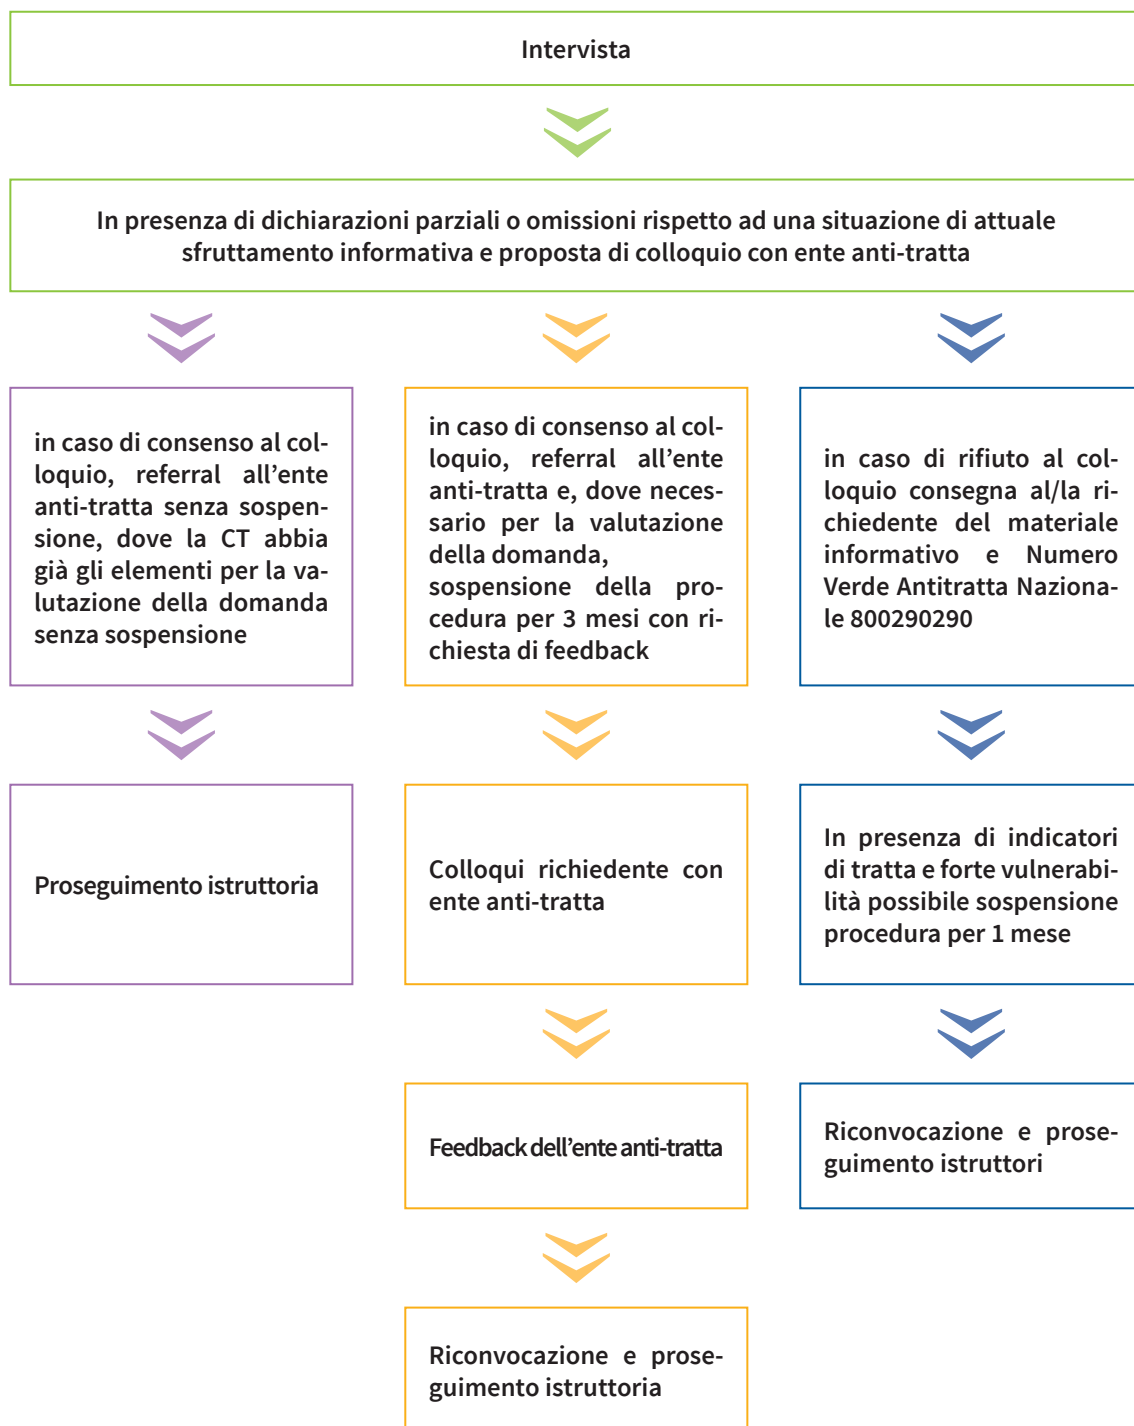 Intervista
In presenza di dichiarazioni parziali o omissioni rispetto ad una situazione di attuale
sfruttamento informativa e proposta di colloquio con ente anti-tratta
in caso di consenso al col-
loquio, referral all’ente
anti-tratta senza sospen-
sione, dove la CT abbia
già gli elementi per la va-
lutazione della domanda
senza sospensione
in caso di consenso al col-
loquio, referral all’ente
anti-tratta e, dove neces-
sario per la valutazione
della domanda,
sospensione della pro-
cedura per 3 mesi con ri-
chiesta di feedback
in caso di rifiuto al col-
loquio consegna al/la ri-
chiedente del materiale
informativo e Numero
Verde Antitratta Naziona-
le 800290290
Proseguimento istruttoria
Colloqui richiedente con
ente anti-tratta
In presenza di indicatori
di tratta e forte vulnerabi-
lità possibile sospensione
procedura per 1 mese
Feedback dell’ente anti-tratta
Riconvocazione e prose-
guimento istruttori
Riconvocazione e prose-
guimento istruttoria